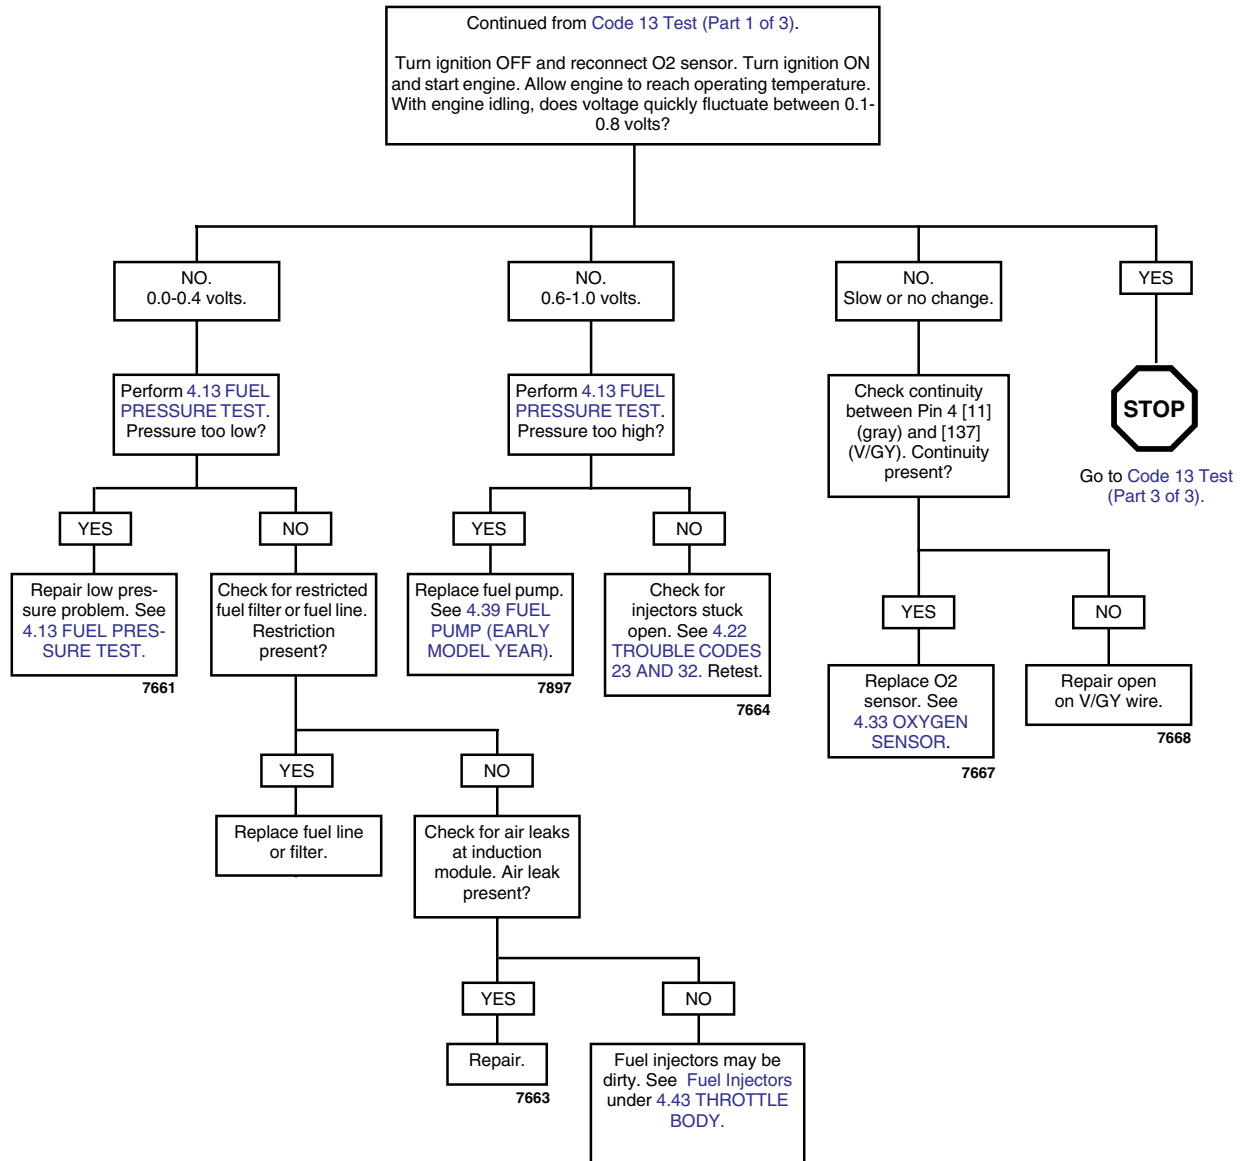 Continued from Code 13 Test (Part 1 of 3).
Turn ignition OFF and reconnect O2 sensor. Turn ignition ON
and start engine. Allow engine to reach operating temperature.
With engine idling, does voltage quickly fluctuate between 0.1-
0.8 volts?
NO.
0.0-0.4 volts.
NO.
0.6-1.0 volts.
NO.
Slow or no change.
YES
Perform 4.13 FUEL
PRESSURE TEST.
Pressure too low?
Perform 4.13 FUEL
PRESSURE TEST.
Pressure too high?
Check continuity
between Pin 4 [11]
(gray) and [137]
(V/GY). Continuity
present?
STOP
Go to Code 13 Test
(Part 3 of 3).
YES
NO
YES
NO
Repair low pres-
sure problem. See
4.13 FUEL PRES-
SURE TEST.
7661
Check for restricted
fuel filter or fuel line.
Restriction
present?
Replace fuel pump.
See 4.39 FUEL
PUMP (EARLY
MODEL YEAR).
7897
Check for
injectors stuck
open. See 4.22
TROUBLE CODES
23 AND 32. Retest.
7664
YES
NO
Replace O2
sensor. See
4.33 OXYGEN
SENSOR.
7667
Repair open
on V/GY wire.
7668
YES
NO
Replace fuel line
or filter.
Check for air leaks
at induction
module. Air leak
present?
YES
NO
Repair.
7663
Fuel injectors may be
dirty. See Fuel Injectors
under 4.43 THROTTLE
BODY.